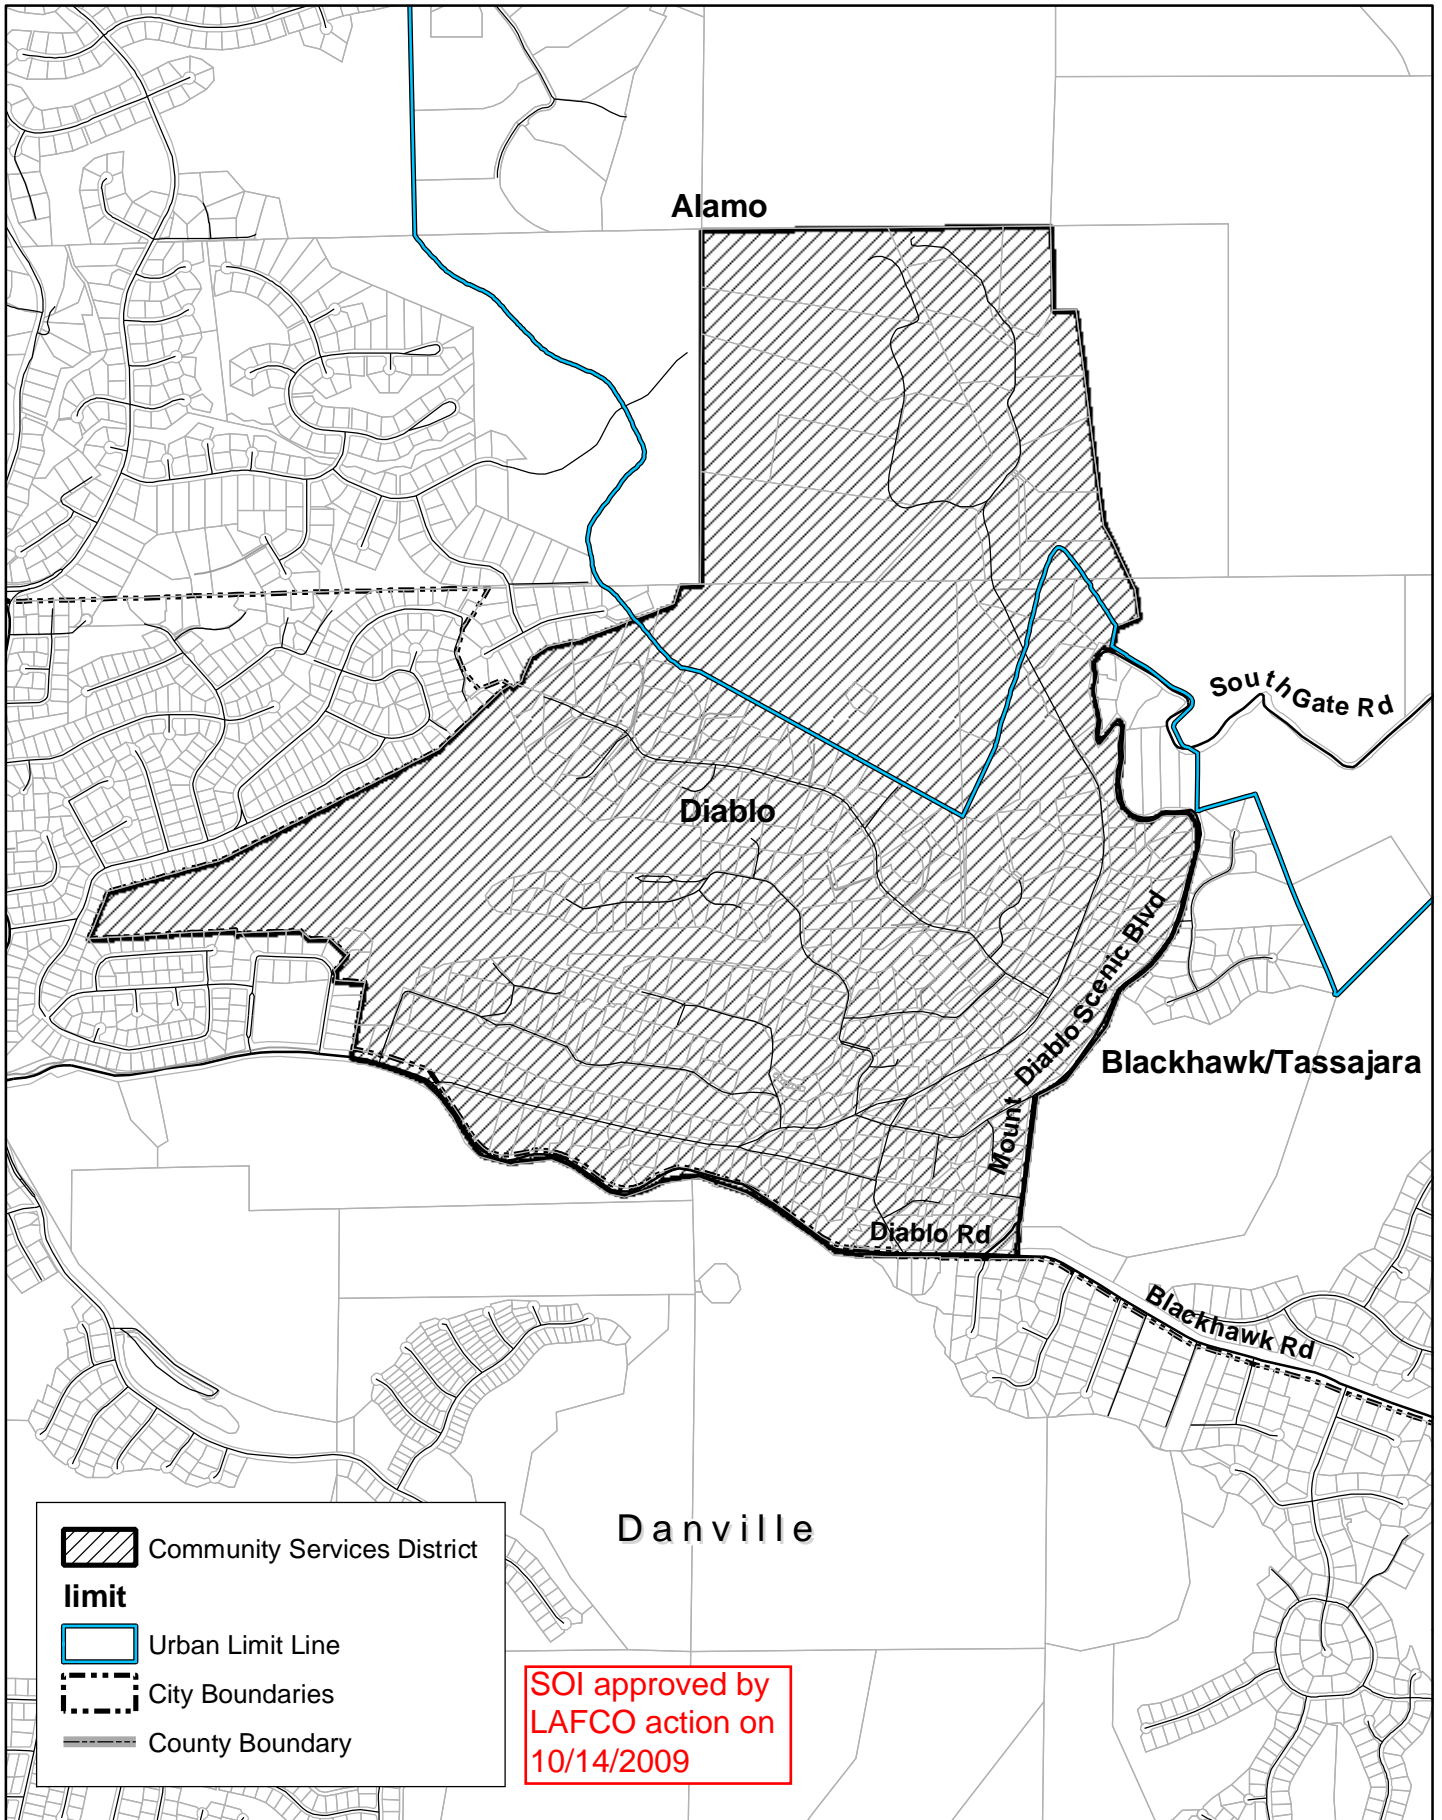 Alamo
SouthGate Rd
Diablo
Mount Diablo Scenic Blvd
Blackhawk/Tassajara
Diablo Rd
Blackhawk Rd
Danville
Community Services District
limit
Urban Limit Line
City Boundaries
County Boundary
SOI approved by
LAFCO action on
10/14/2009